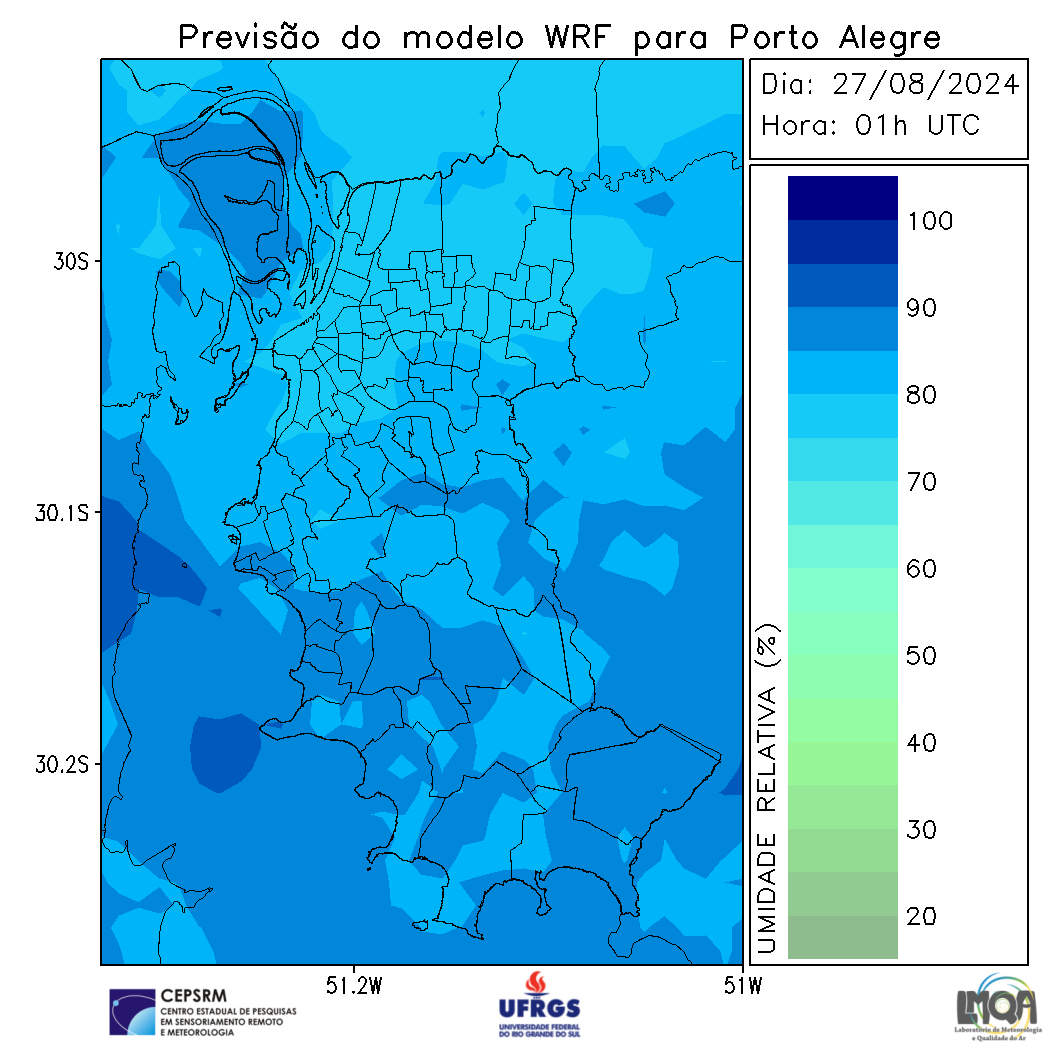 Previsão do modelo WRF para Porto Alegre
Dia: 27/08/2024
Hora: 01h UTC
30S
30.1S
30.2S
51.2W
51W
UMIDADE RELATIVA (%)
100
90
80
70
60
50
40
30
20
CEPSRM
CENTRO ESTADUAL DE PESQUISAS
EM SENSORIAMENTO REMOTO
E METEOROLOGIA
UFRGS
UNIVERSIDADE FEDERAL
DO RIO GRANDE DO SUL
LMQA
Laboratório de Meteorologia
e Qualidade do Ar